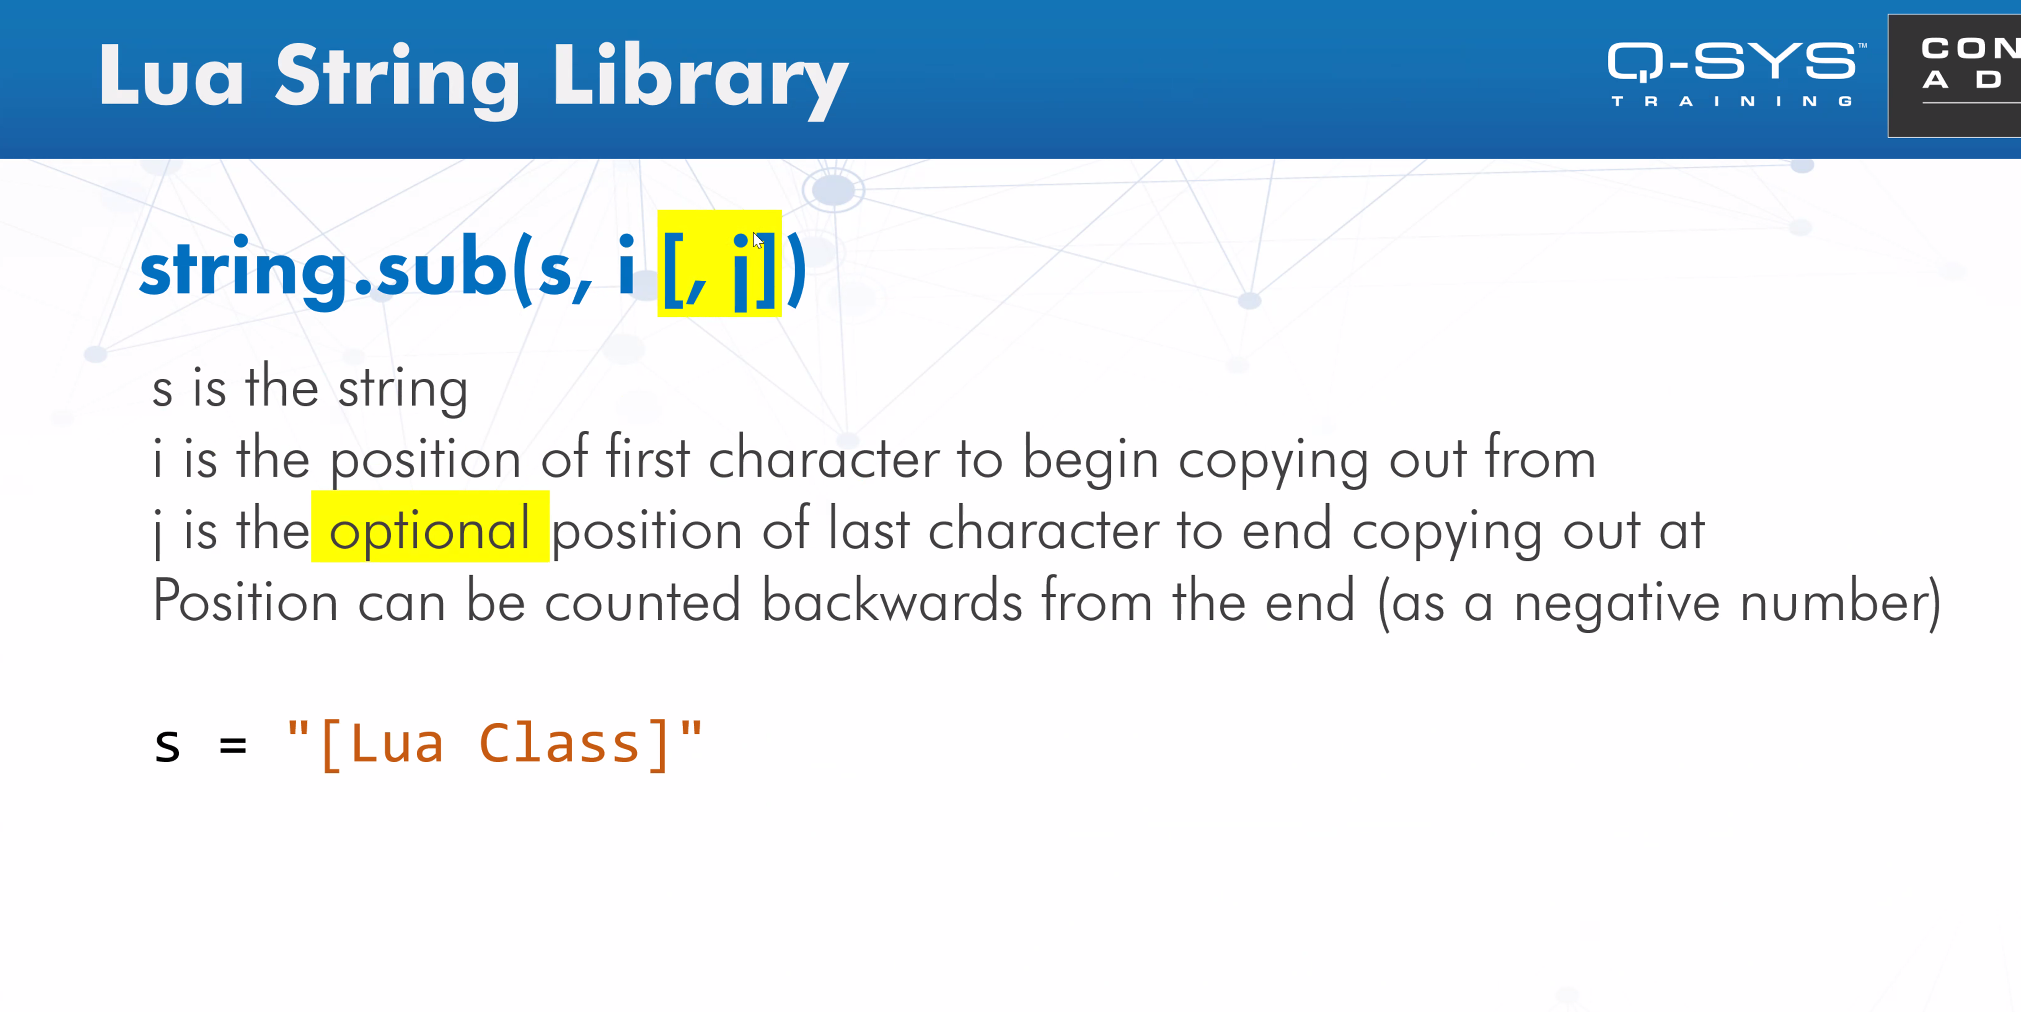 Lua String Library
Q-SYS™
TRAINING
CON
AD
string.sub(s, i [, j])
s is the string
i is the position of first character to begin copying out from
j is the optional position of last character to end copying out at
Position can be counted backwards from the end (as a negative number)
s = "[Lua Class]"